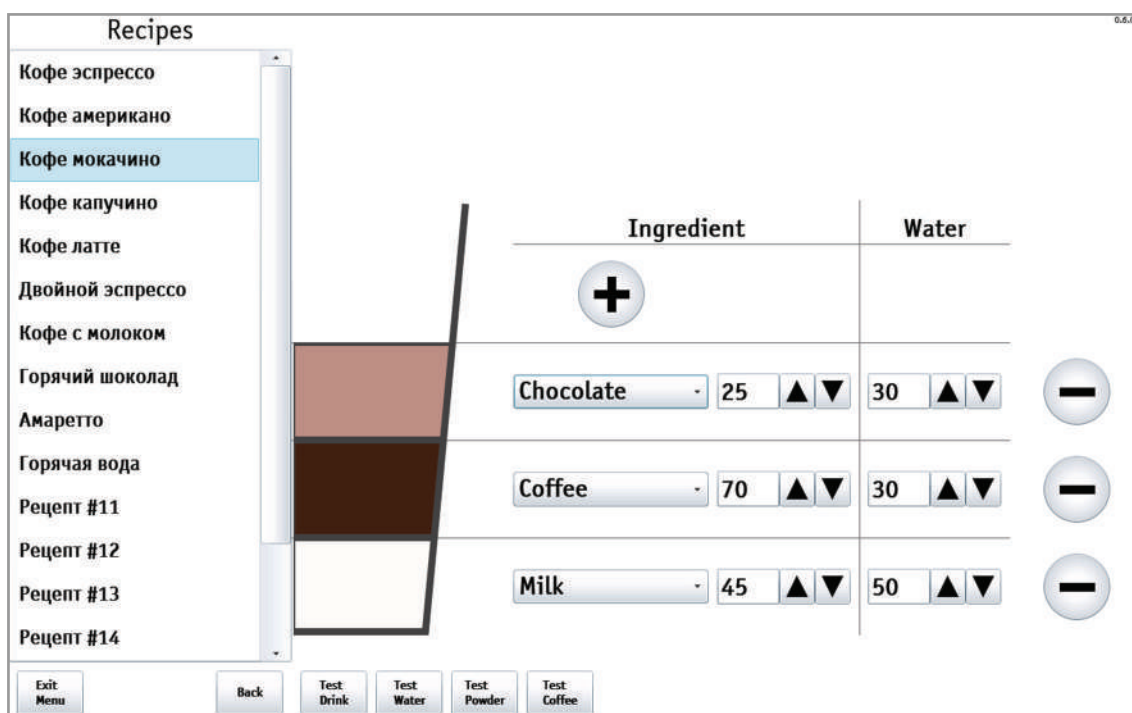 Recipes
0.6.
Кофе эспрессо
Кофе американо
Кофе мокачино
Кофе капучино
Кофе латте
Двойной эспрессо
Кофе с молоком
Горячий шоколад
Амаретто
Горячая вода
Рецепт #11
Рецепт #12
Рецепт #13
Рецепт #14
Ingredient Water
Chocolate 25 30
Coffee 70 30
Milk 45 50
Exit Menu
Back
Test Drink
Test Water
Test Powder
Test Coffee